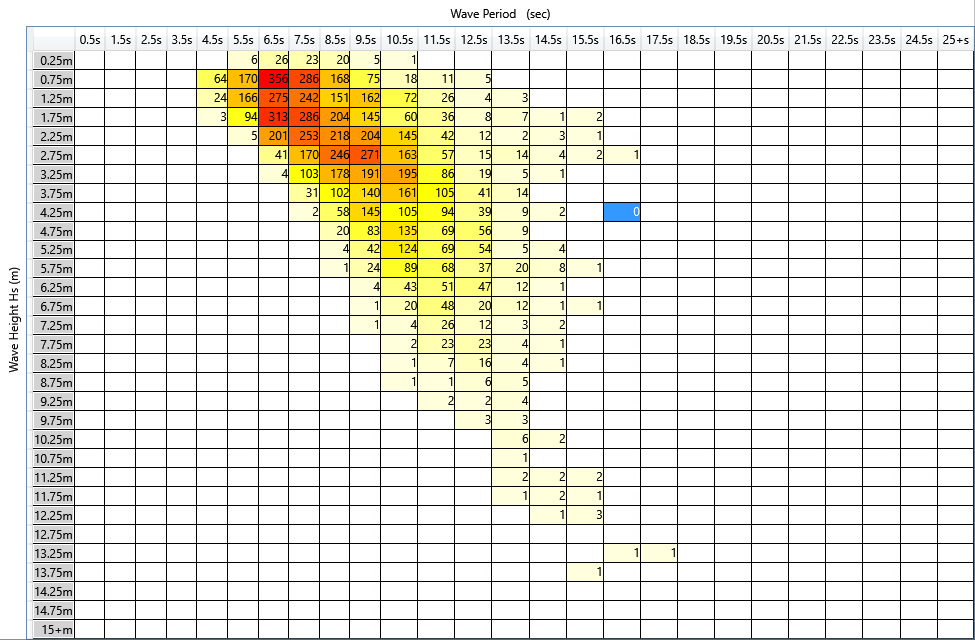 Wave Period (sec)
0.5s 1.5s 2.5s 3.5s 4.5s 5.5s 6.5s 7.5s 8.5s 9.5s 10.5s 11.5s 12.5s 13.5s 14.5s 15.5s 16.5s 17.5s 18.5s 19.5s 20.5s 21.5s 22.5s 23.5s 24.5s 25+s
0.25m 6 26 23 20 5 1
0.75m 64 170 356 286 168 75 18 11 5
1.25m 24 166 275 242 151 162 72 26 4 3
1.75m 3 94 313 286 204 145 60 36 8 7 1 2
2.25m 5 201 253 218 204 145 42 12 2 3 1
2.75m 41 170 246 271 163 57 15 14 4 2 1
3.25m 4 103 178 191 195 86 19 5 1
3.75m 31 102 140 161 105 41 14
4.25m 2 58 145 105 94 39 9 2 0
4.75m 20 83 135 69 56 9
5.25m 4 42 124 69 54 5 4
5.75m 1 24 89 68 37 20 8 1
6.25m 4 43 51 47 12 1
6.75m 1 20 48 20 12 1 1
7.25m 1 4 26 12 3 2
7.75m 2 23 23 4 1
8.25m 1 7 16 4 1
8.75m 1 1 6 5
9.25m 2 2 4
9.75m 3 3
10.25m 6 2
10.75m 1
11.25m 2 2 2
11.75m 1 2 1
12.25m 1 3
12.75m
13.25m 1 1
13.75m 1
14.25m
14.75m
15+m
Wave Height Hs (m)